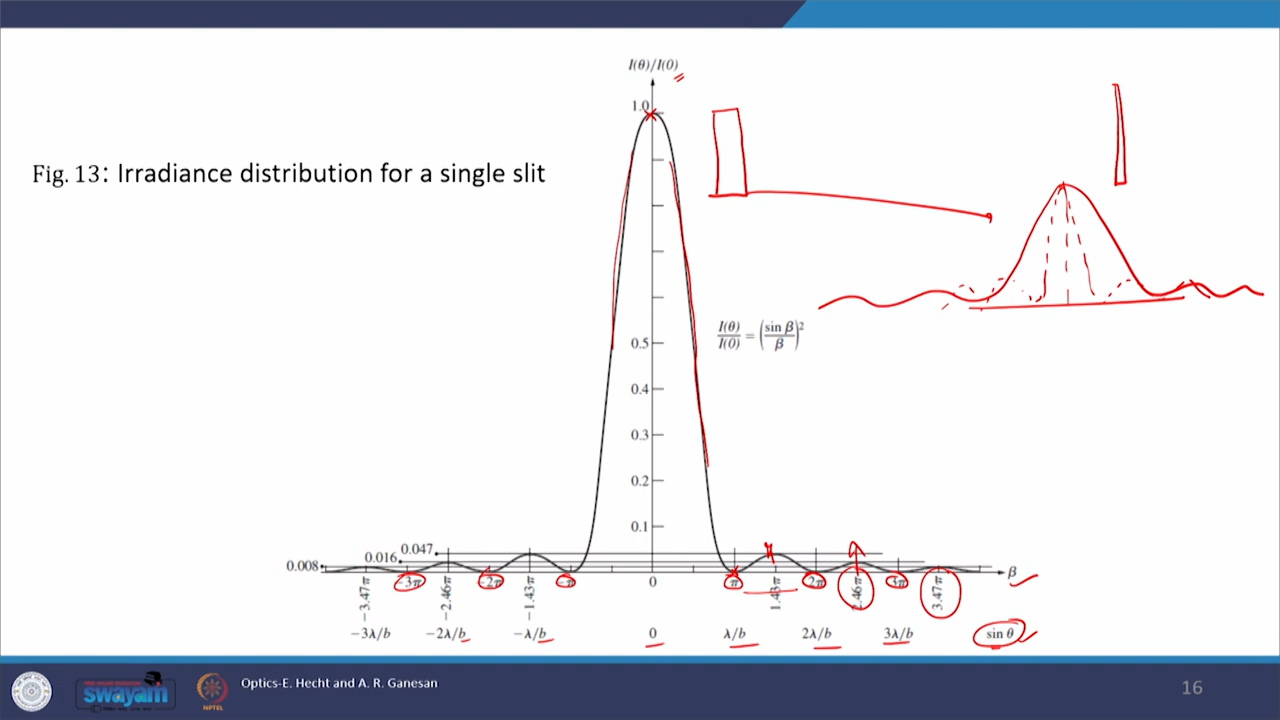 I(θ)/I(0)
1.0
Fig. 13: Irradiance distribution for a single slit
I(θ)/I(0) = (sin β/β)²
0.5
0.4
0.3
0.2
0.1
0.047
0.016
0.008
−3π −2π −π 0 π 2π 3π β
−3.47π −2.46π −1.43π 1.43π 2.46π 3.47π
−3λ/b −2λ/b −λ/b 0 λ/b 2λ/b 3λ/b sin θ
swayam
NPTEL
Optics-E. Hecht and A. R. Ganesan
16